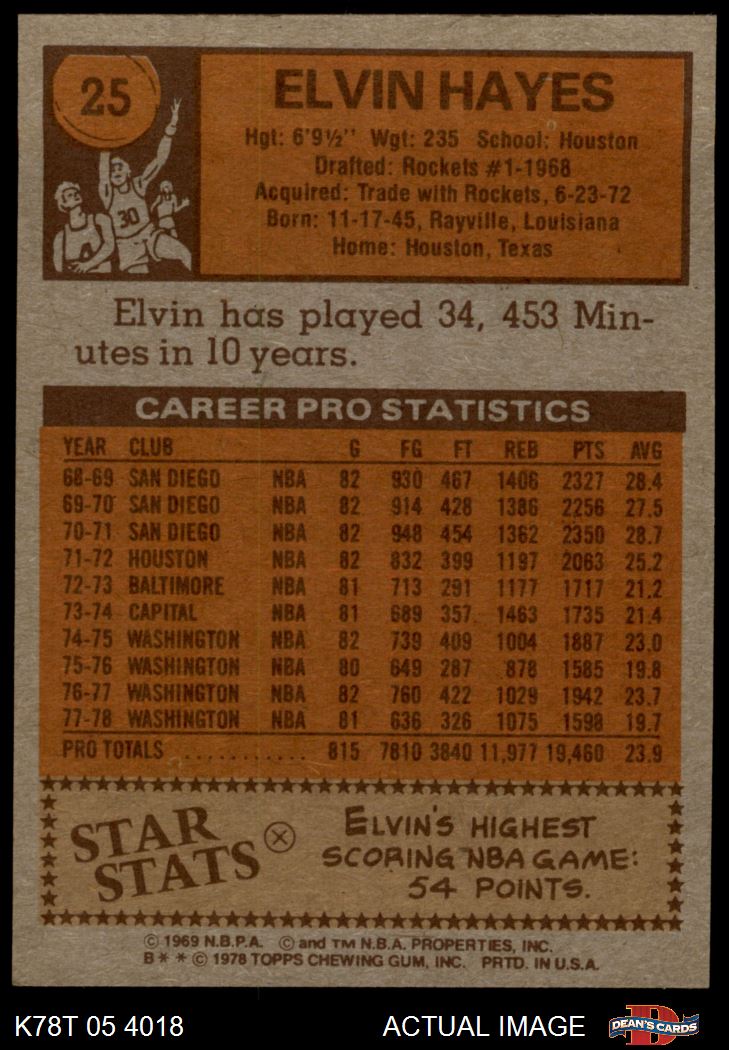 25
ELVIN HAYES
Hgt: 6'9½" Wgt: 235 School: Houston
Drafted: Rockets #1-1968
Acquired: Trade with Rockets, 6-23-72
Born: 11-17-45, Rayville, Louisiana
Home: Houston, Texas
30
Elvin has played 34, 453 Min-
utes in 10 years.
CAREER PRO STATISTICS
YEAR CLUB G FG FT REB PTS AVG
68-69 SAN DIEGO NBA 82 930 467 1406 2327 28.4
69-70 SAN DIEGO NBA 82 914 428 1386 2256 27.5
70-71 SAN DIEGO NBA 82 948 454 1362 2350 28.7
71-72 HOUSTON NBA 82 832 399 1197 2063 25.2
72-73 BALTIMORE NBA 81 713 291 1177 1717 21.2
73-74 CAPITAL NBA 81 689 357 1463 1735 21.4
74-75 WASHINGTON NBA 82 739 409 1004 1887 23.0
75-76 WASHINGTON NBA 80 649 287 878 1585 19.8
76-77 WASHINGTON NBA 82 760 422 1029 1942 23.7
77-78 WASHINGTON NBA 81 636 326 1075 1598 19.7
PRO TOTALS ........... 815 7810 3840 11,977 19,460 23.9
STAR STATS
ELVIN'S HIGHEST
SCORING NBA GAME:
54 POINTS.
© 1969 N.B.P.A. © and TM N.B.A. PROPERTIES, INC.
B * * © 1978 TOPPS CHEWING GUM, INC. PRTD. IN U.S.A.
K78T 05 4018 ACTUAL IMAGE DEAN'S CARDS